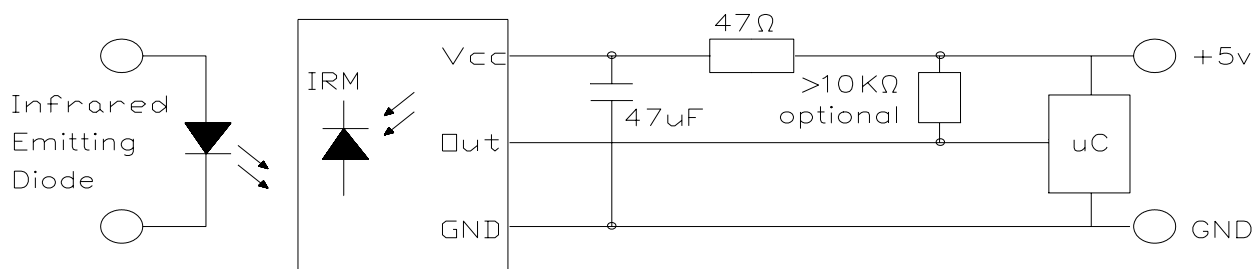 Infrared
Emitting
Diode
IRM
Vcc
Out
GND
47Ω
47uF
>10KΩ
optional
uC
+5v
GND